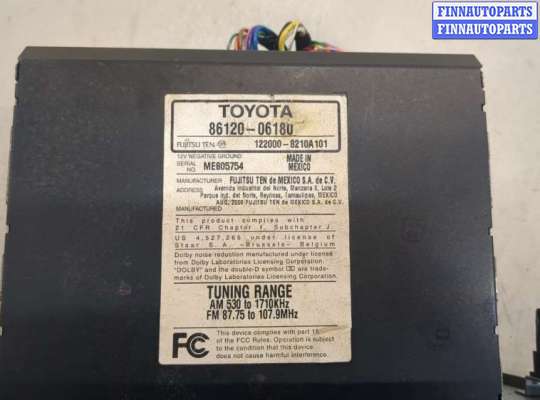 FINNAUTOPARTS
FINNAUTOPARTS
FINNAUTOPARTS
TOYOTA
86120-06180
FUJITSU TEN 122000-8210A101
12V NEGATIVE GROUND
SERIAL NO. ME805754
MADE IN MEXICO
MANUFACTURER FUJITSU TEN de MEXICO S.A. de C.V.
ADDRESS Avenida Industrial del Norte, Manzana 5, Lote 2
Parque Ind. del Norte, Reynosa, Tamaulipas, MEXICO
AUG, 2000 FUJITSU TEN de MEXICO S.A. de C.V.
MANUFACTURED
This product complies with
21 CFR Chapter I, Subchapter J.
US 4,527,265 under license of
Staar S.A.-Brussels-Belgium
Dolby noise reduction manufactured under license
from Dolby Laboratories Licensing Corporation.
"DOLBY" and the double-D symbol are trade-
marks of Dolby Laboratories Licensing Corporation.
TUNING RANGE
AM 530 to 1710KHz
FM 87.75 to 107.9MHz
FC This device complies with part 15
of the FCC Rules. Operation is subject
to the condition that this device
does not cause harmful interference.